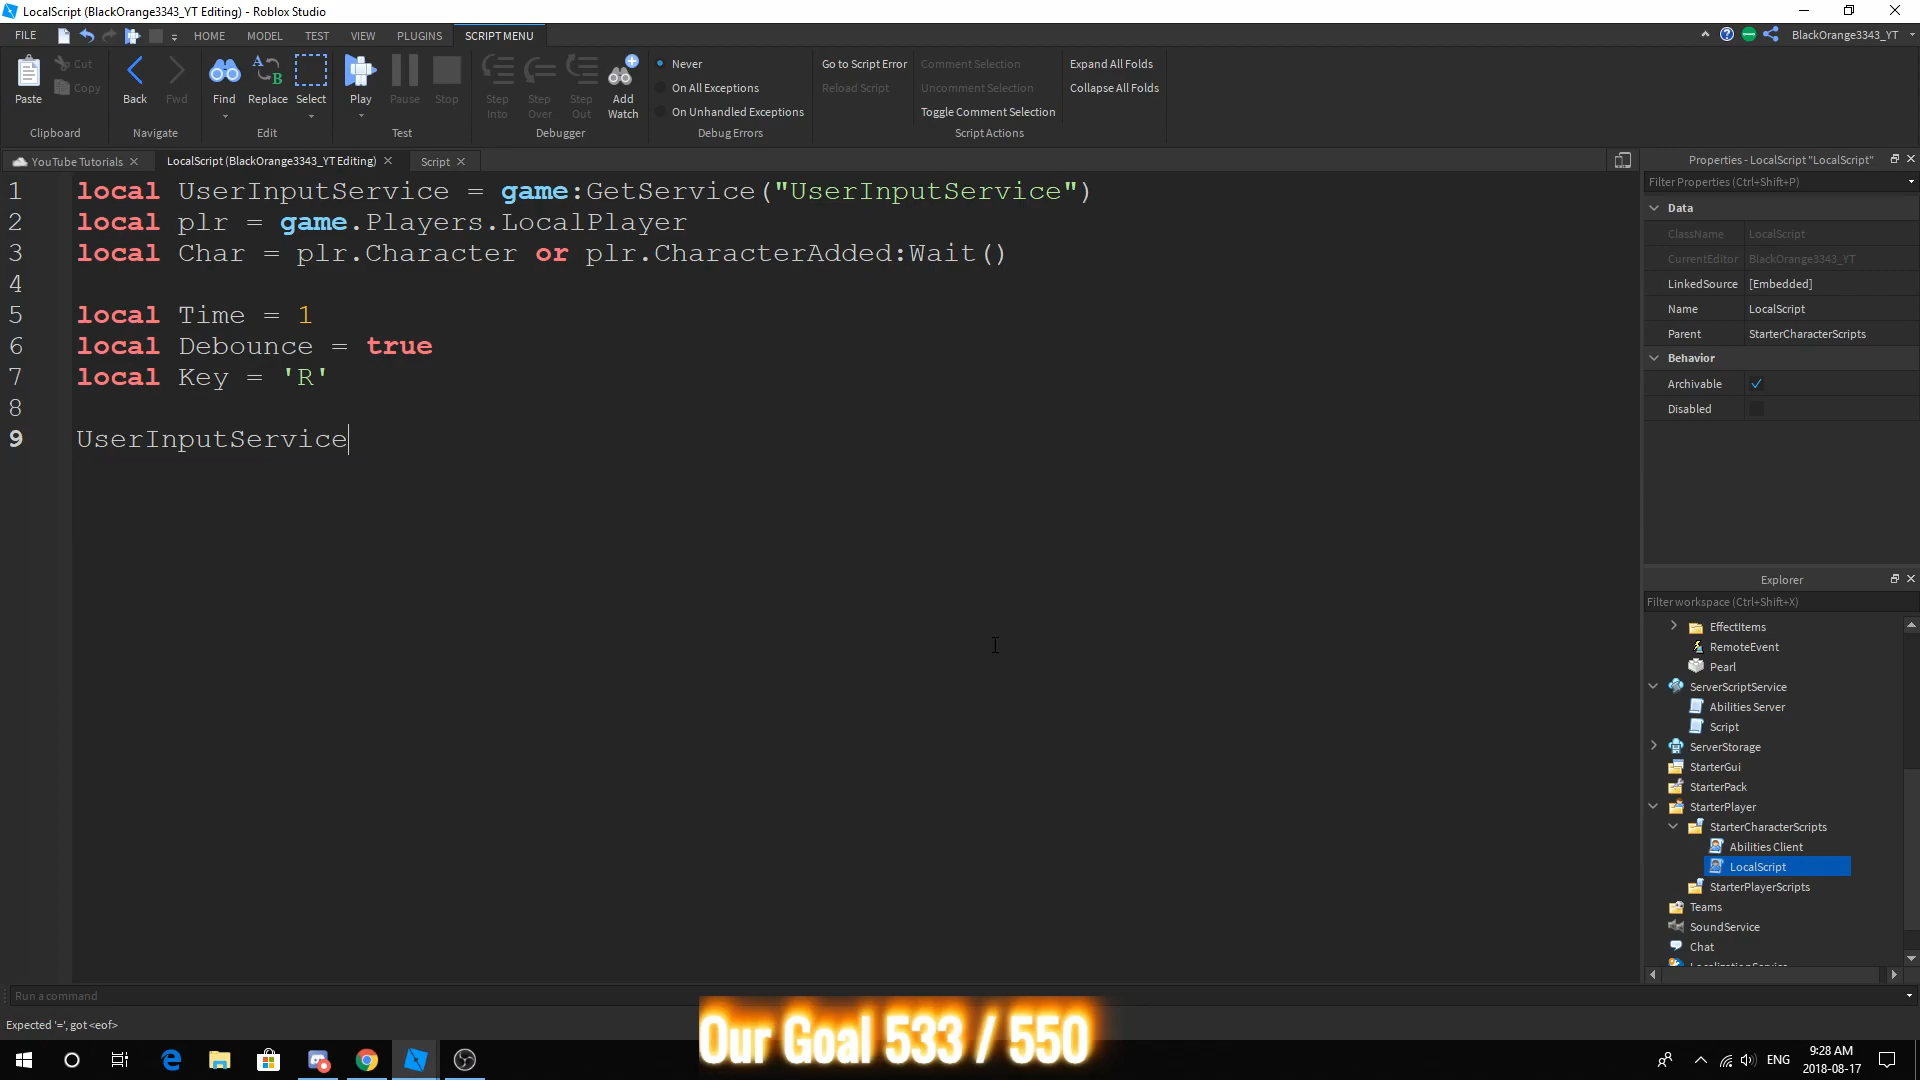 LocalScript (BlackOrange3343_YT Editing) - Roblox Studio
FILE HOME MODEL TEST VIEW PLUGINS SCRIPT MENU BlackOrange3343_YT
Paste Cut Copy
Clipboard
Back Fwd
Navigate
Find Replace Select
Edit
Play Pause Stop
Test
Step Into Step Over Step Out Add Watch
Debugger
Never
On All Exceptions
On Unhandled Exceptions
Debug Errors
Go to Script Error Comment Selection Expand All Folds
Reload Script Uncomment Selection Collapse All Folds
Toggle Comment Selection
Script Actions
YouTube Tutorials LocalScript (BlackOrange3343_YT Editing) Script
1 local UserInputService = game:GetService("UserInputService")
2 local plr = game.Players.LocalPlayer
3 local Char = plr.Character or plr.CharacterAdded:Wait()
4
5 local Time = 1
6 local Debounce = true
7 local Key = 'R'
8
9 UserInputService
Properties - LocalScript "LocalScript"
Filter Properties (Ctrl+Shift+P)
Data
ClassName LocalScript
CurrentEditor BlackOrange3343_YT
LinkedSource [Embedded]
Name LocalScript
Parent StarterCharacterScripts
Behavior
Archivable
Disabled
Explorer
Filter workspace (Ctrl+Shift+X)
EffectItems
RemoteEvent
Pearl
ServerScriptService
Abilities Server
Script
ServerStorage
StarterGui
StarterPack
StarterPlayer
StarterCharacterScripts
Abilities Client
LocalScript
StarterPlayerScripts
Teams
SoundService
Chat
LocalizationService
Run a command
Expected '=', got <eof>
Our Goal 533 / 550
ENG
9:28 AM
2018-08-17